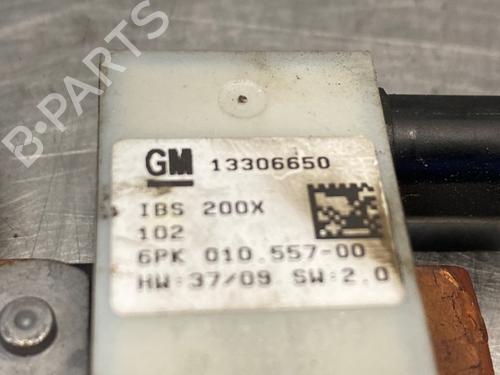 B-PARTS
GM 13306650
IBS 200X
102
6PK 010.557-00
HW:37/09 SW:2.0